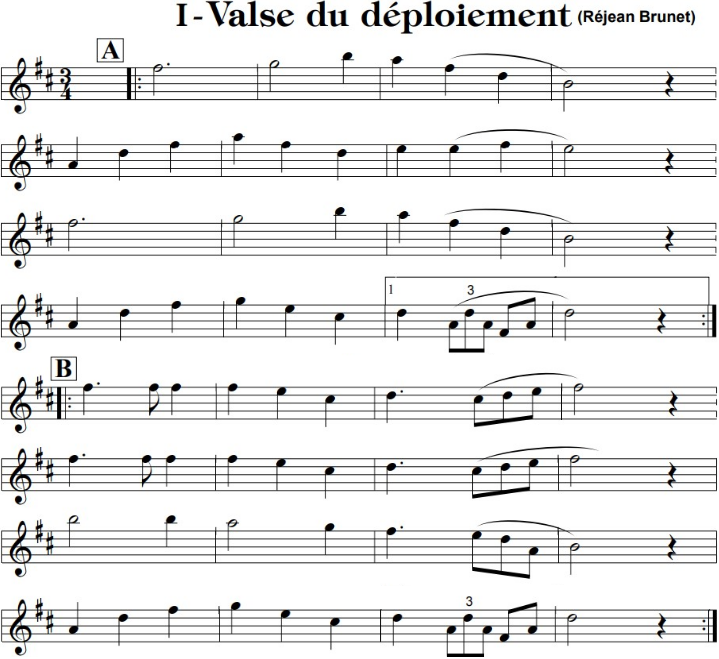 I - Valse du déploiement (Réjean Brunet)
A
3
4
1
3
B
3